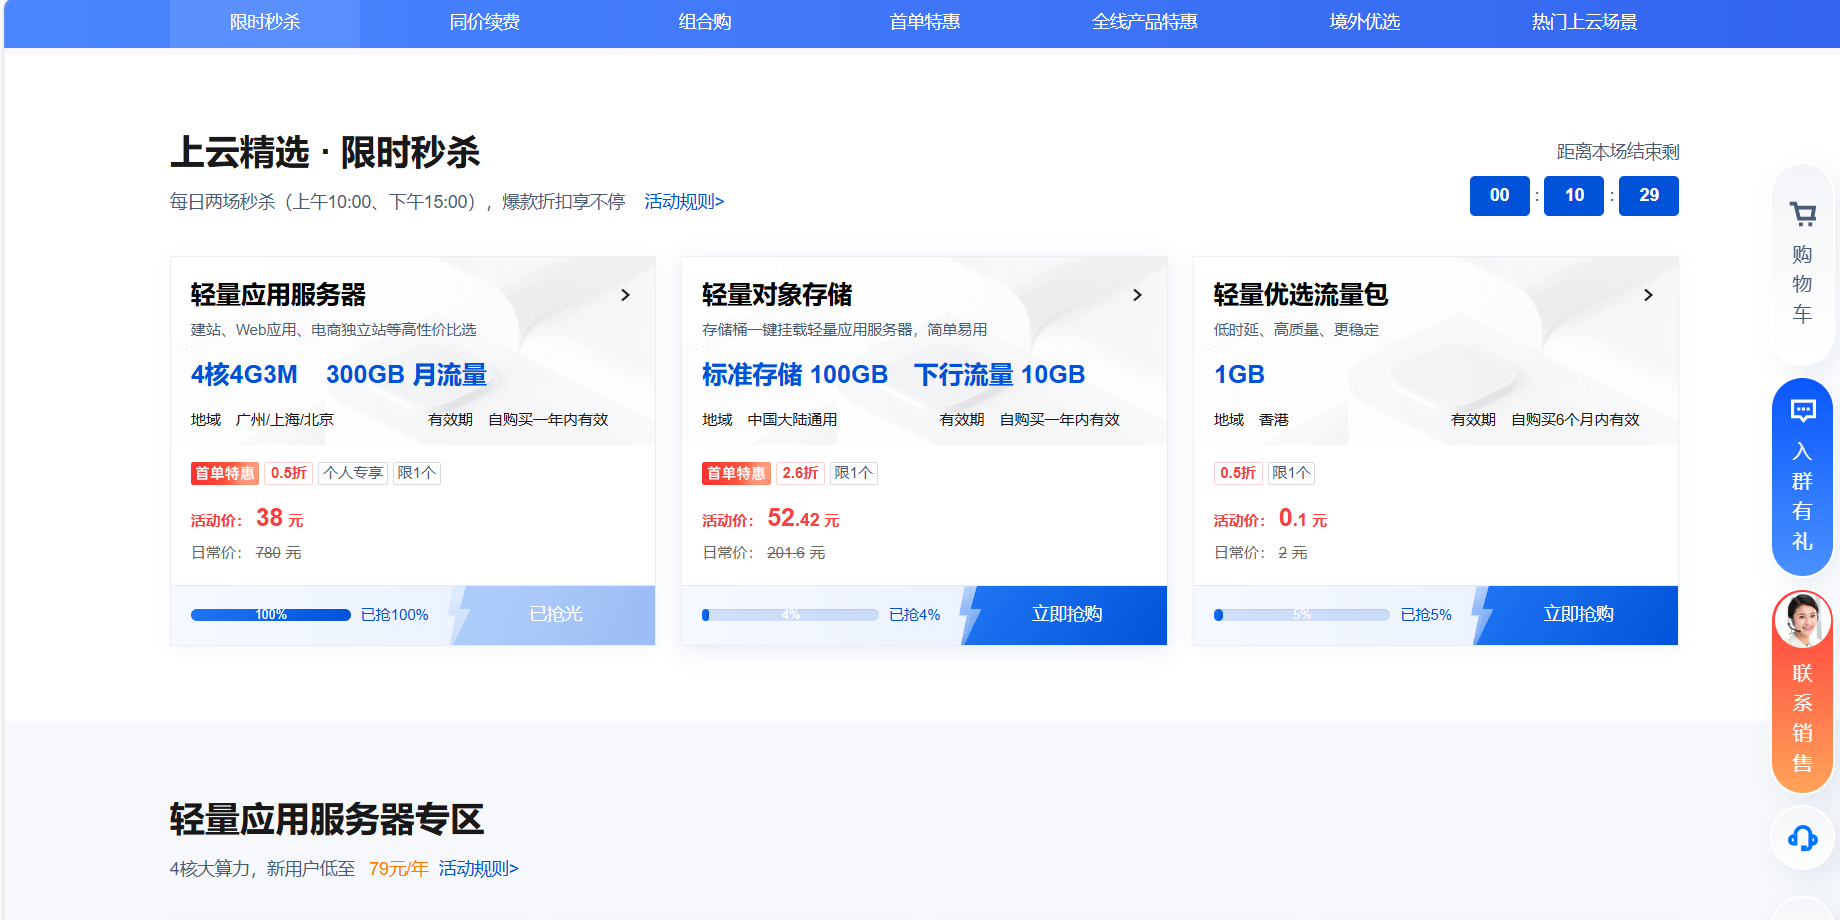 限时秒杀 同价续费 组合购 首单特惠 全线产品特惠 境外优选 热门上云场景
上云精选 · 限时秒杀
每日两场秒杀（上午10:00、下午15:00），爆款折扣享不停 活动规则>
距离本场结束剩
00 : 10 : 29
轻量应用服务器
建站、Web应用、电商独立站等高性价比选
4核4G3M 300GB 月流量
地域 广州/上海/北京 有效期 自购买一年内有效
首单特惠 0.5折 个人专享 限1个
活动价： 38 元
日常价： 780 元
100% 已抢100% 已抢光
轻量对象存储
存储桶一键挂载轻量应用服务器，简单易用
标准存储 100GB 下行流量 10GB
地域 中国大陆通用 有效期 自购买一年内有效
首单特惠 2.6折 限1个
活动价： 52.42 元
日常价： 201.6 元
4% 已抢4% 立即抢购
轻量优选流量包
低时延、高质量、更稳定
1GB
地域 香港 有效期 自购买6个月内有效
0.5折 限1个
活动价： 0.1 元
日常价： 2 元
5% 已抢5% 立即抢购
轻量应用服务器专区
4核大算力，新用户低至 79元/年 活动规则>
购物车
入群有礼
联系销售